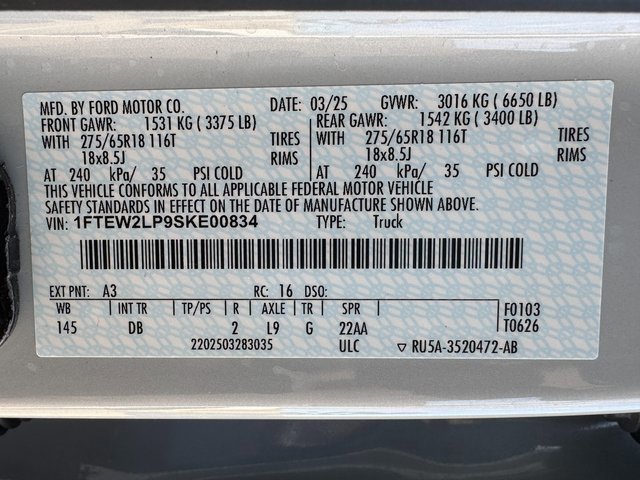 MFD. BY FORD MOTOR CO. DATE: 03/25 GVWR: 3016 KG ( 6650 LB)
FRONT GAWR: 1531 KG ( 3375 LB) REAR GAWR: 1542 KG ( 3400 LB)
WITH 275/65R18 116T TIRES WITH 275/65R18 116T TIRES
18x8.5J RIMS 18x8.5J RIMS
AT 240 kPa/ 35 PSI COLD AT 240 kPa/ 35 PSI COLD
THIS VEHICLE CONFORMS TO ALL APPLICABLE FEDERAL MOTOR VEHICLE
SAFETY STANDARDS IN EFFECT ON THE DATE OF MANUFACTURE SHOWN ABOVE.
VIN: 1FTEW2LP9SKE00834 TYPE: Truck
EXT PNT: A3 RC: 16 DSO:
WB INT TR TP/PS R AXLE TR SPR F0103
145 DB 2 L9 G 22AA T0626
2202503283035 ULC ▽ RU5A-3520472-AB